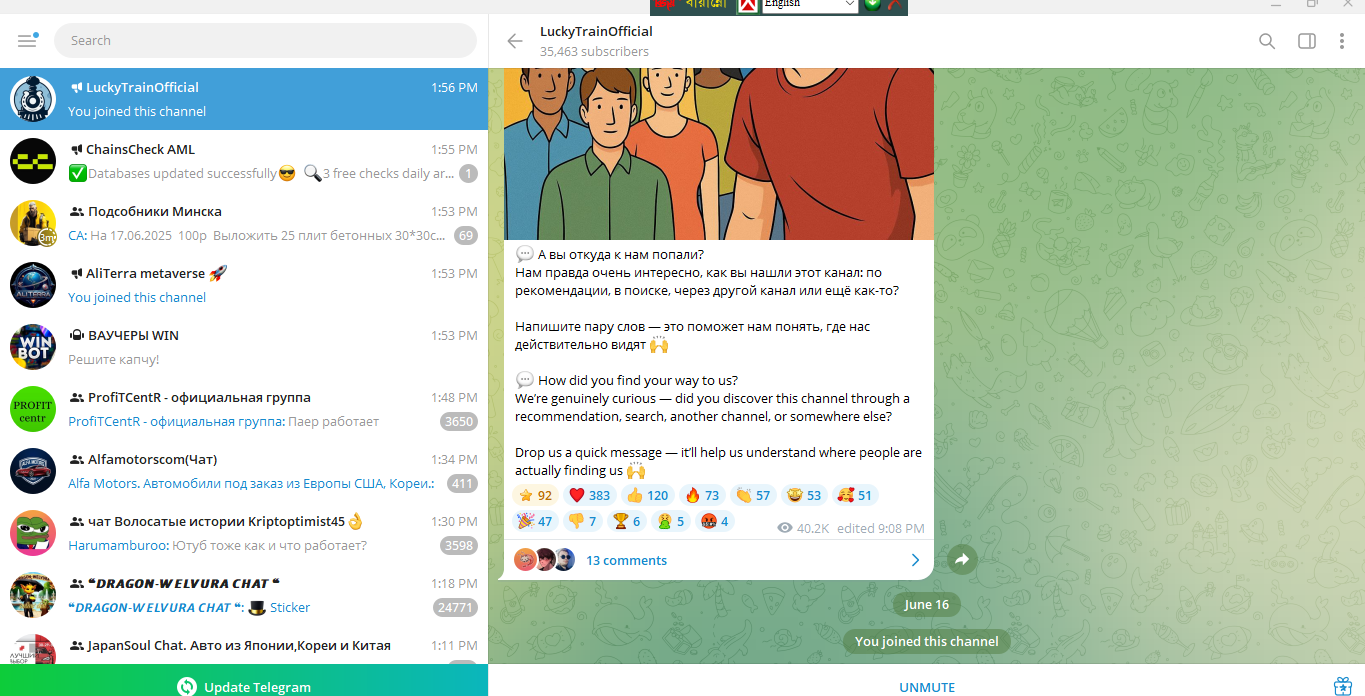 বায়ান্নো
English
Search
LuckyTrainOfficial
1:56 PM
You joined this channel
ChainsCheck AML
1:55 PM
Databases updated successfully😎 🔍3 free checks daily ar...
1
Подсобники Минска
1:53 PM
CA: На 17.06.2025 100р Выложить 25 плит бетонных 30*30с...
69
3m
AliTerra metaverse 🚀
1:53 PM
ALITERRA
You joined this channel
ВАУЧЕРЫ WIN
1:53 PM
WIN
BOT
Решите капчу!
ProfiTCentR - официальная группа
1:48 PM
PROFIT
centr
ProfiTCentR - официальная группа: Паер работает
3650
Alfamotorscom(Чат)
1:34 PM
Alfa Motors. Автомобили под заказ из Европы США, Кореи.:
411
чат Волосатые истории Kriptoptimist45👌
1:30 PM
Harumamburoo: Ютуб тоже как и что работает?
3598
❝DRAGON-WELVURA CHAT ❝
1:18 PM
❝DRAGON-WELVURA CHAT ❝: 🎩 Sticker
24771
JapanSoul Chat. Авто из Японии,Кореи и Китая
1:11 PM
ЛУЧШИЙ
ВЫБОР
Update Telegram
LuckyTrainOfficial
35,463 subscribers
💬 А вы откуда к нам попали?
Нам правда очень интересно, как вы нашли этот канал: по
рекомендации, в поиске, через другой канал или ещё как-то?
Напишите пару слов — это поможет нам понять, где нас
действительно видят 🙌
💬 How did you find your way to us?
We're genuinely curious — did you discover this channel through a
recommendation, search, another channel, or somewhere else?
Drop us a quick message — it'll help us understand where people are
actually finding us 🙌
92 383 120 73 57 53 51
47 7 6 5 4
40.2K edited 9:08 PM
13 comments
June 16
You joined this channel
UNMUTE